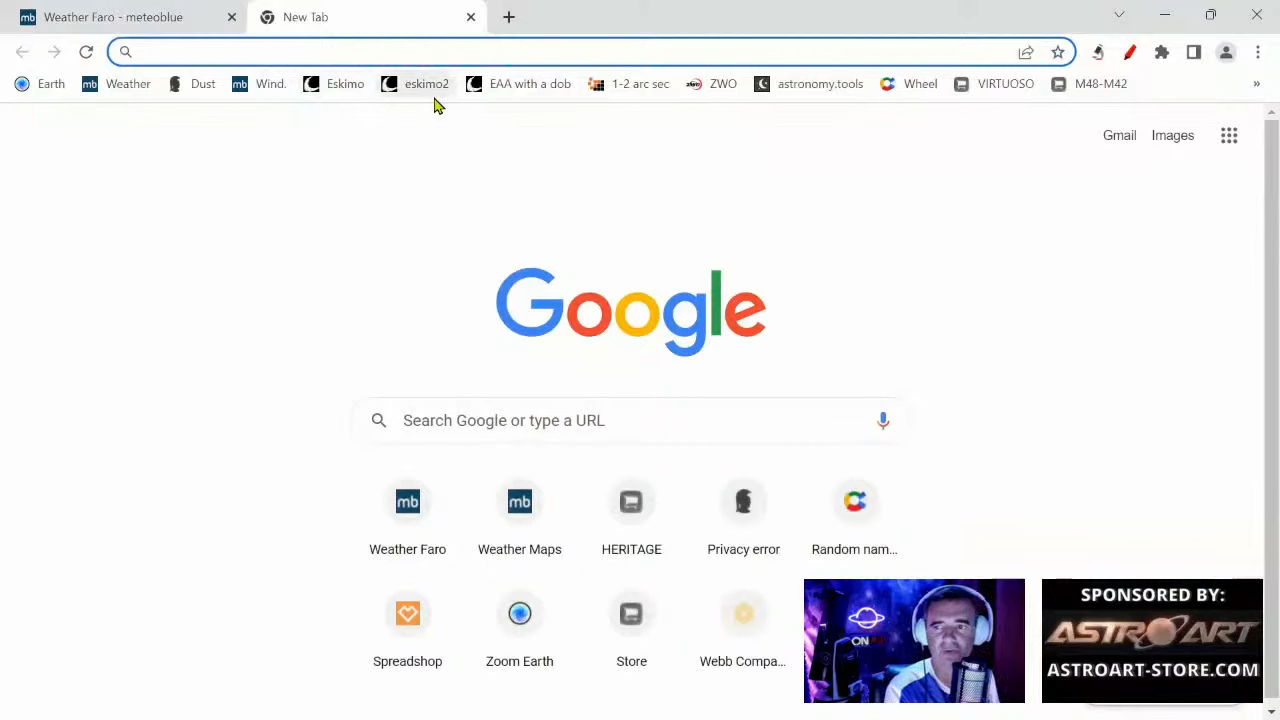 Weather Faro - meteoblue
New Tab
Earth
Weather
Dust
Wind.
Eskimo
eskimo2
EAA with a dob
1-2 arc sec
ZWO
astronomy.tools
Wheel
VIRTUOSO
M48-M42
»
Gmail
Images
Google
Search Google or type a URL
mb
mb
Weather Faro
Weather Maps
HERITAGE
Privacy error
Random nam...
Spreadshop
Zoom Earth
Store
Webb Compa...
SPONSORED BY:
ASTROART
ASTROART-STORE.COM